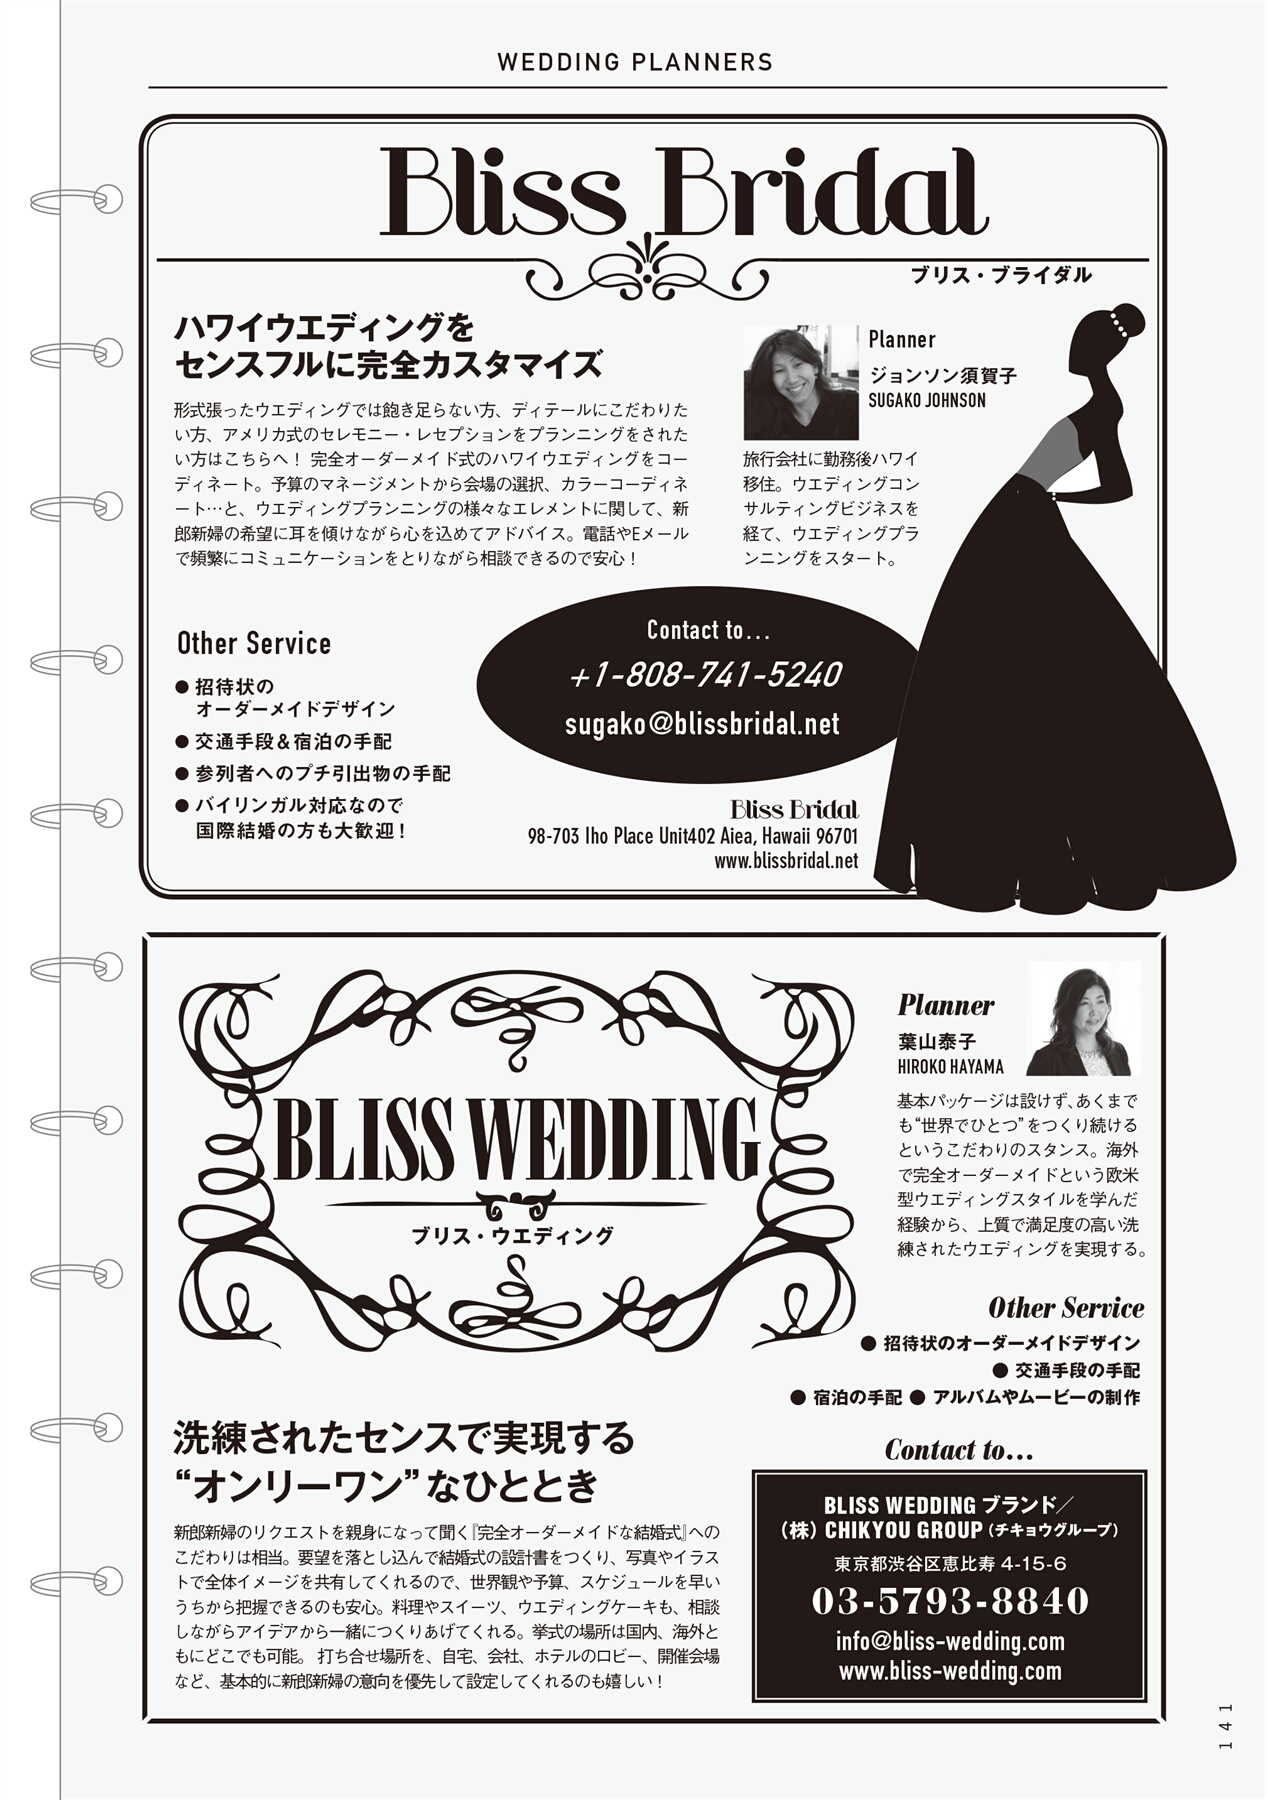 WEDDING PLANNERS
Bliss Bridal
ブリス・ブライダル
ハワイウエディングを
センスフルに完全カスタマイズ
形式張ったウエディングでは飽き足らない方、ディテールにこだわりた
い方、アメリカ式のセレモニー・レセプションをプランニングをされた
い方はこちらへ！ 完全オーダーメイド式のハワイウエディングをコー
ディネート。予算のマネージメントから会場の選択、カラーコーディネ
ート…と、ウエディングプランニングの様々なエレメントに関して、新
郎新婦の希望に耳を傾けながら心を込めてアドバイス。電話やEメール
で頻繁にコミュニケーションをとりながら相談できるので安心！
Planner
ジョンソン須賀子
SUGAKO JOHNSON
旅行会社に勤務後ハワイ
移住。ウエディングコン
サルティングビジネスを
経て、ウエディングプラ
ンニングをスタート。
Other Service
● 招待状の
オーダーメイドデザイン
● 交通手段＆宿泊の手配
● 参列者へのプチ引出物の手配
● バイリンガル対応なので
国際結婚の方も大歓迎！
Contact to...
+1-808-741-5240
sugako@blissbridal.net
Bliss Bridal
98-703 Iho Place Unit402 Aiea, Hawaii 96701
www.blissbridal.net
BLISS WEDDING
ブリス・ウエディング
Planner
葉山泰子
HIROKO HAYAMA
基本パッケージは設けず、あくまで
も“世界でひとつ”をつくり続ける
というこだわりのスタンス。海外
で完全オーダーメイドという欧米
型ウエディングスタイルを学んだ
経験から、上質で満足度の高い洗
練されたウエディングを実現する。
Other Service
● 招待状のオーダーメイドデザイン
● 交通手段の手配
● 宿泊の手配 ● アルバムやムービーの制作
洗練されたセンスで実現する
“オンリーワン”なひととき
新郎新婦のリクエストを親身になって聞く『完全オーダーメイドな結婚式』への
こだわりは相当。要望を落とし込んで結婚式の設計書をつくり、写真やイラス
トで全体イメージを共有してくれるので、世界観や予算、スケジュールを早い
うちから把握できるのも安心。料理やスイーツ、ウエディングケーキも、相談
しながらアイデアから一緒につくりあげてくれる。挙式の場所は国内、海外と
もにどこでも可能。 打ち合せ場所を、自宅、会社、ホテルのロビー、開催会場
など、基本的に新郎新婦の意向を優先して設定してくれるのも嬉しい！
Contact to...
BLISS WEDDING ブランド／
（株）CHIKYOU GROUP（チキョウグループ）
東京都渋谷区恵比寿 4-15-6
03-5793-8840
info@bliss-wedding.com
www.bliss-wedding.com
141